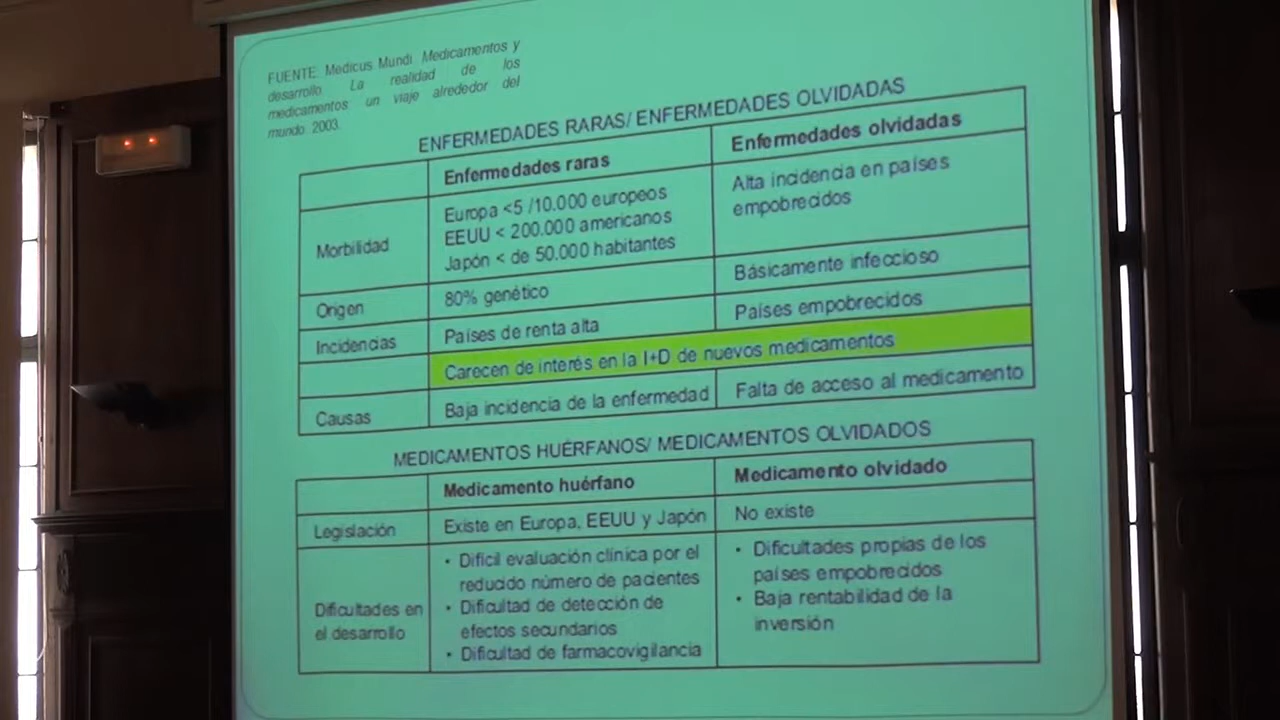 FUENTE: Medicus Mundi. Medicamentos y
desarrollo. La realidad de los
medicamentos: un viaje alrededor del
mundo. 2003.
ENFERMEDADES RARAS/ ENFERMEDADES OLVIDADAS
Enfermedades raras
Enfermedades olvidadas
Morbilidad
Europa <5 /10.000 europeos
EEUU < 200.000 americanos
Japón < de 50.000 habitantes
Alta incidencia en países
empobrecidos
Origen
80% genético
Básicamente infeccioso
Incidencias
Países de renta alta
Países empobrecidos
Carecen de interés en la I+D de nuevos medicamentos
Causas
Baja incidencia de la enfermedad
Falta de acceso al medicamento
MEDICAMENTOS HUÉRFANOS/ MEDICAMENTOS OLVIDADOS
Medicamento huérfano
Medicamento olvidado
Legislación
Existe en Europa, EEUU y Japón
No existe
Dificultades en
el desarrollo
• Difícil evaluación clínica por el
reducido número de pacientes
• Dificultad de detección de
efectos secundarios
• Dificultad de farmacovigilancia
• Dificultades propias de los
países empobrecidos
• Baja rentabilidad de la
inversión